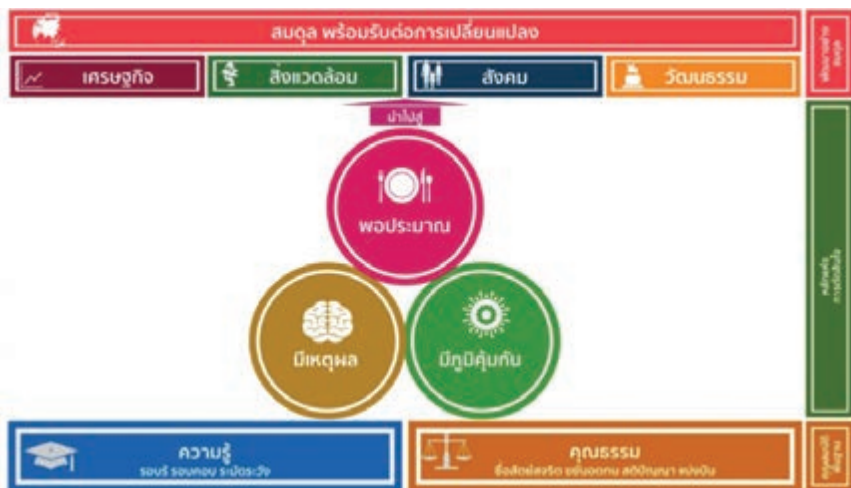 สมดุล พร้อมรับต่อการเปลี่ยนแปลง
เศรษฐกิจ
สิ่งแวดล้อม
สังคม
วัฒนธรรม
นำไปสู่
พอประมาณ
มีเหตุผล
มีภูมิคุ้มกัน
ความรู้
รอบรู้ รอบคอบ ระมัดระวัง
คุณธรรม
ซื่อสัตย์สุจริต ขยันอดทน สติปัญญา แบ่งปัน